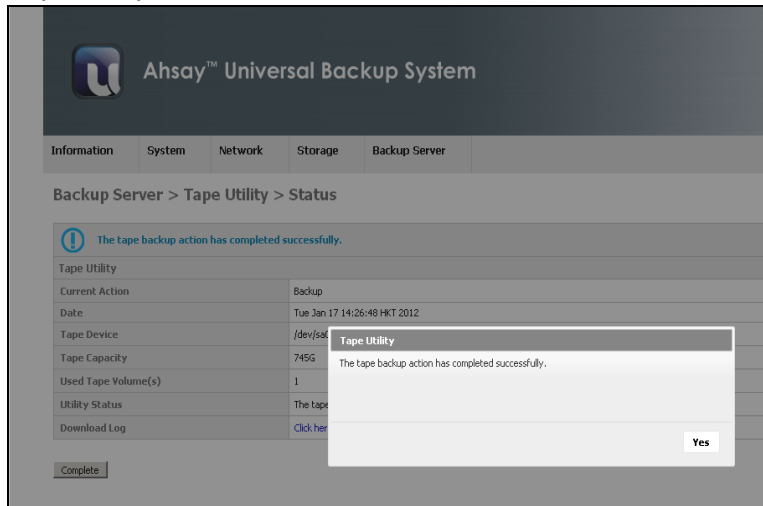 Ahsay™ Universal Backup System
Information System Network Storage Backup Server
Backup Server > Tape Utility > Status
The tape backup action has completed successfully.
Tape Utility
Current Action Backup
Date Tue Jan 17 14:26:48 HKT 2012
Tape Device
Tape Capacity 745G
Used Tape Volume(s) 1
Utility Status The tape
Download Log Click her
Tape Utility
The tape backup action has completed successfully.
Yes
Complete